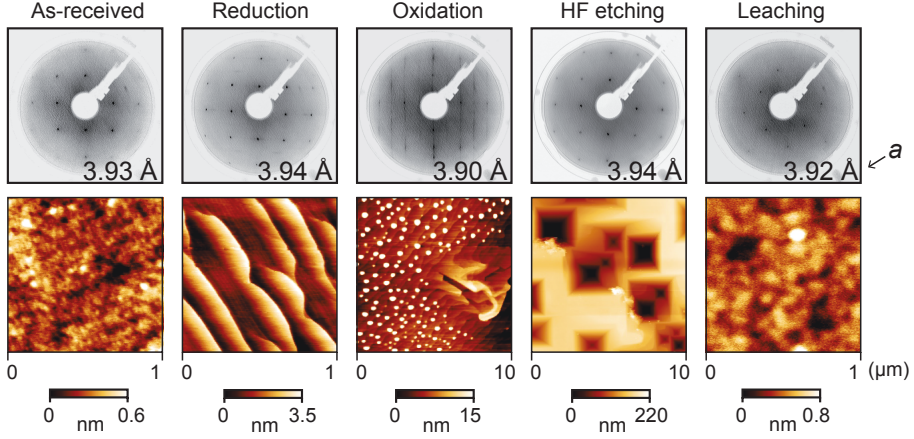 As-received Reduction Oxidation HF etching Leaching
3.93 Å 3.94 Å 3.90 Å 3.94 Å 3.92 Å a
0 1 0 1 0 10 0 10 0 1 (µm)
0 0.6 0 3.5 0 15 0 220 0 0.8
nm nm nm nm nm